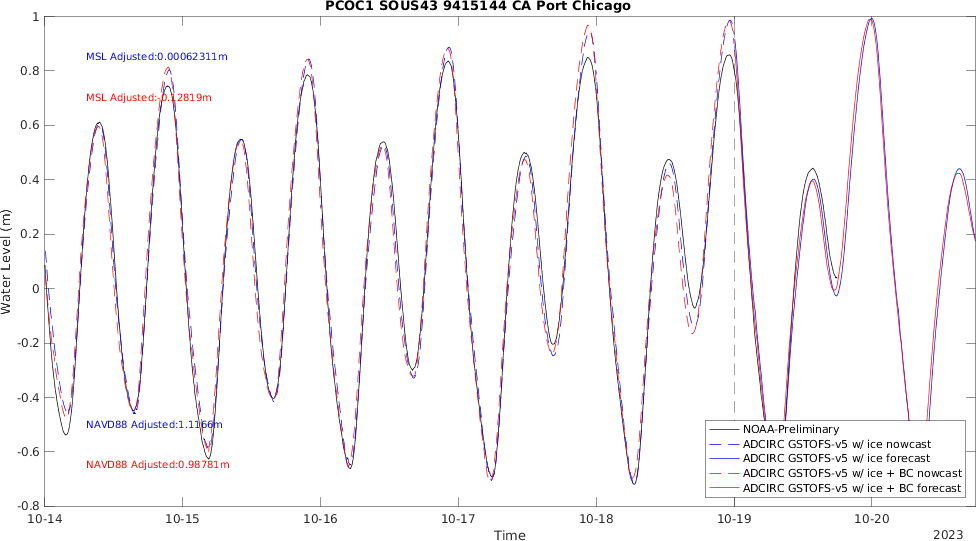 PCOC1 SOUS43 9415144 CA Port Chicago
Water Level (m)
1
0.8
0.6
0.4
0.2
0
-0.2
-0.4
-0.6
-0.8
MSL Adjusted:0.00062311m
MSL Adjusted:-0.12819m
NAVD88 Adjusted:1.1166m
NAVD88 Adjusted:0.98781m
NOAA-Preliminary
ADCIRC GSTOFS-v5 w/ ice nowcast
ADCIRC GSTOFS-v5 w/ ice forecast
ADCIRC GSTOFS-v5 w/ ice + BC nowcast
ADCIRC GSTOFS-v5 w/ ice + BC forecast
10-14 10-15 10-16 10-17 10-18 10-19 10-20
Time
2023